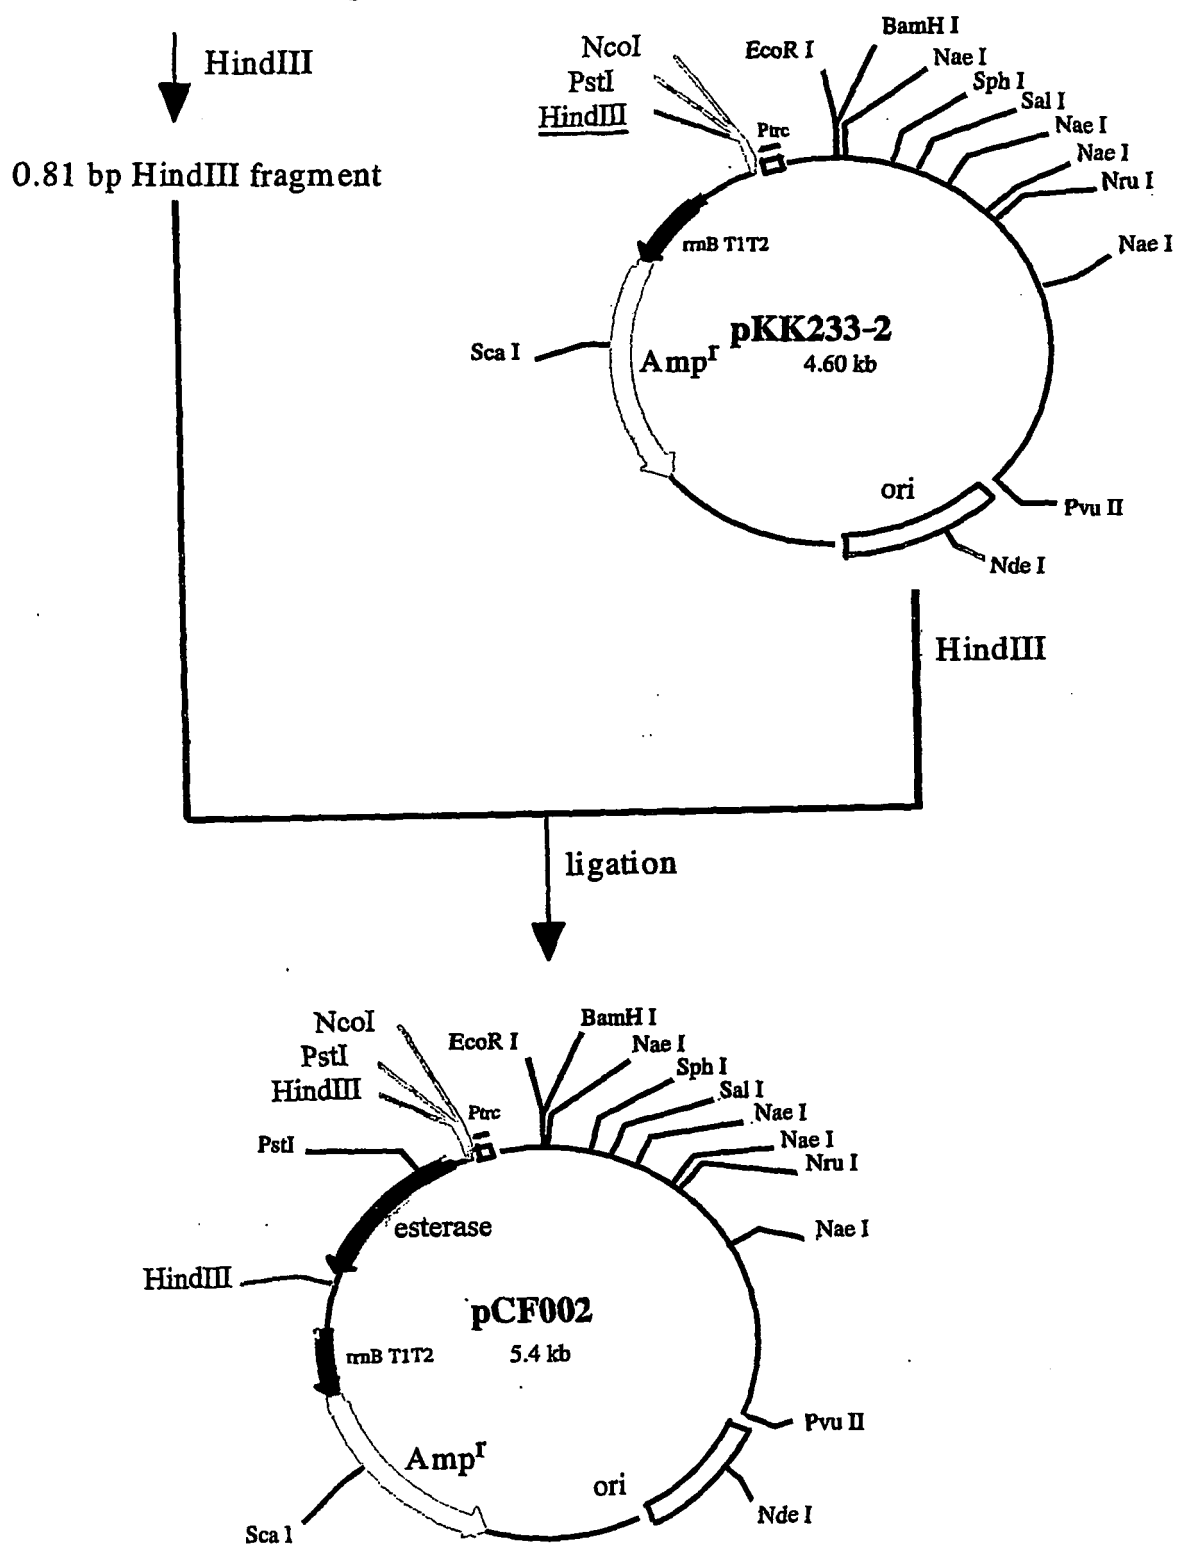 HindIII
0.81 bp HindIII fragment
NcoI
PstI
HindIII
Ptrc
EcoR I
BamH I
Nae I
Sph I
Sal I
Nae I
Nae I
Nru I
Nae I
rrnB T1T2
pKK233-2
4.60 kb
Sca I
Amp^r
ori
Pvu II
Nde I
HindIII
ligation
NcoI
PstI
HindIII
PstI
Ptrc
EcoR I
BamH I
Nae I
Sph I
Sal I
Nae I
Nae I
Nru I
Nae I
esterase
HindIII
pCF002
5.4 kb
rrnB T1T2
Amp^r
ori
Pvu II
Nde I
Sca 1